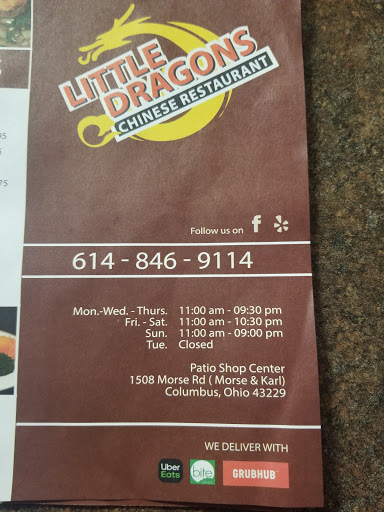 LITTLE
DRAGONS
CHINESE RESTAURANT
Follow us on
614 - 846 - 9114
Mon.-Wed. - Thurs. 11:00 am - 09:30 pm
Fri. - Sat. 11:00 am - 10:30 pm
Sun. 11:00 am - 09:00 pm
Tue. Closed
Patio Shop Center
1508 Morse Rd ( Morse & Karl)
Columbus, Ohio 43229
WE DELIVER WITH
Uber
Eats
bite
GRUBHUB